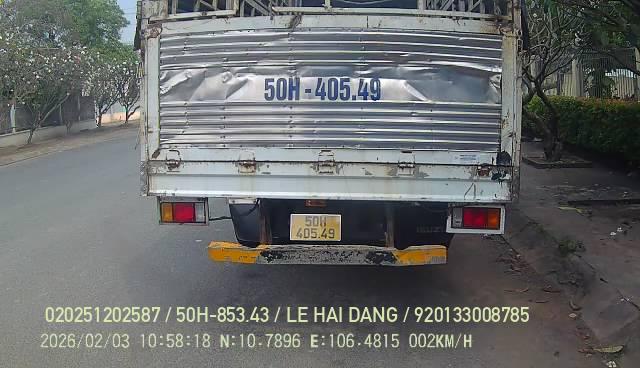 50H-405.49
50H
405.49
020251202587 / 50H-853.43 / LE HAI DANG / 920133008785
2026/02/03 10:58:18 N:10.7896 E:106.4815 002KM/H